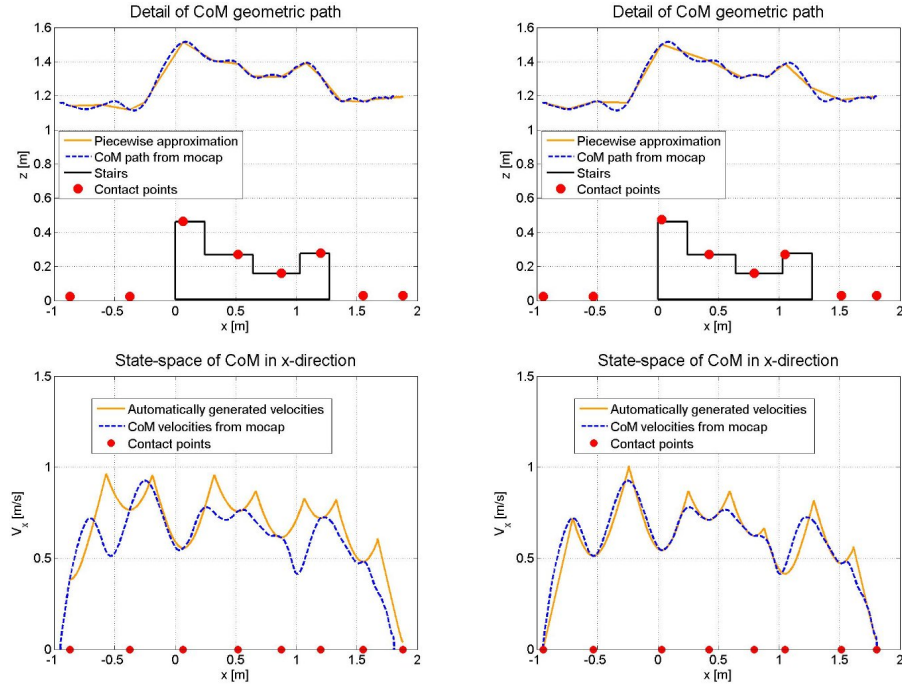 Detail of CoM geometric path
1.6
1.4
1.2
1
0.8
0.6
0.4
0.2
0
z [m]
Piecewise approximation
CoM path from mocap
Stairs
Contact points
-1
-0.5
0
0.5
1
1.5
2
x [m]
Detail of CoM geometric path
1.6
1.4
1.2
1
0.8
0.6
0.4
0.2
0
z [m]
Piecewise approximation
CoM path from mocap
Stairs
Contact points
-1
-0.5
0
0.5
1
1.5
2
x [m]
State-space of CoM in x-direction
1.5
1
0.5
0
Vx [m/s]
Automatically generated velocities
CoM velocities from mocap
Contact points
-1
-0.5
0
0.5
1
1.5
2
x [m]
State-space of CoM in x-direction
1.5
1
0.5
0
Vx [m/s]
Automatically generated velocities
CoM velocities from mocap
Contact points
-1
-0.5
0
0.5
1
1.5
2
x [m]